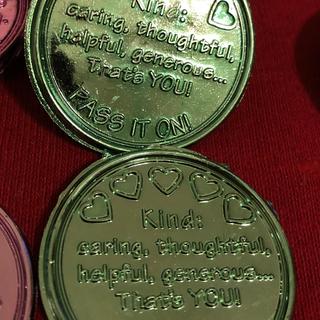 Kind:
caring, thoughtful,
helpful, generous...
That's YOU!
PASS IT ON!
Kind:
caring, thoughtful,
helpful, generous...
That's YOU!